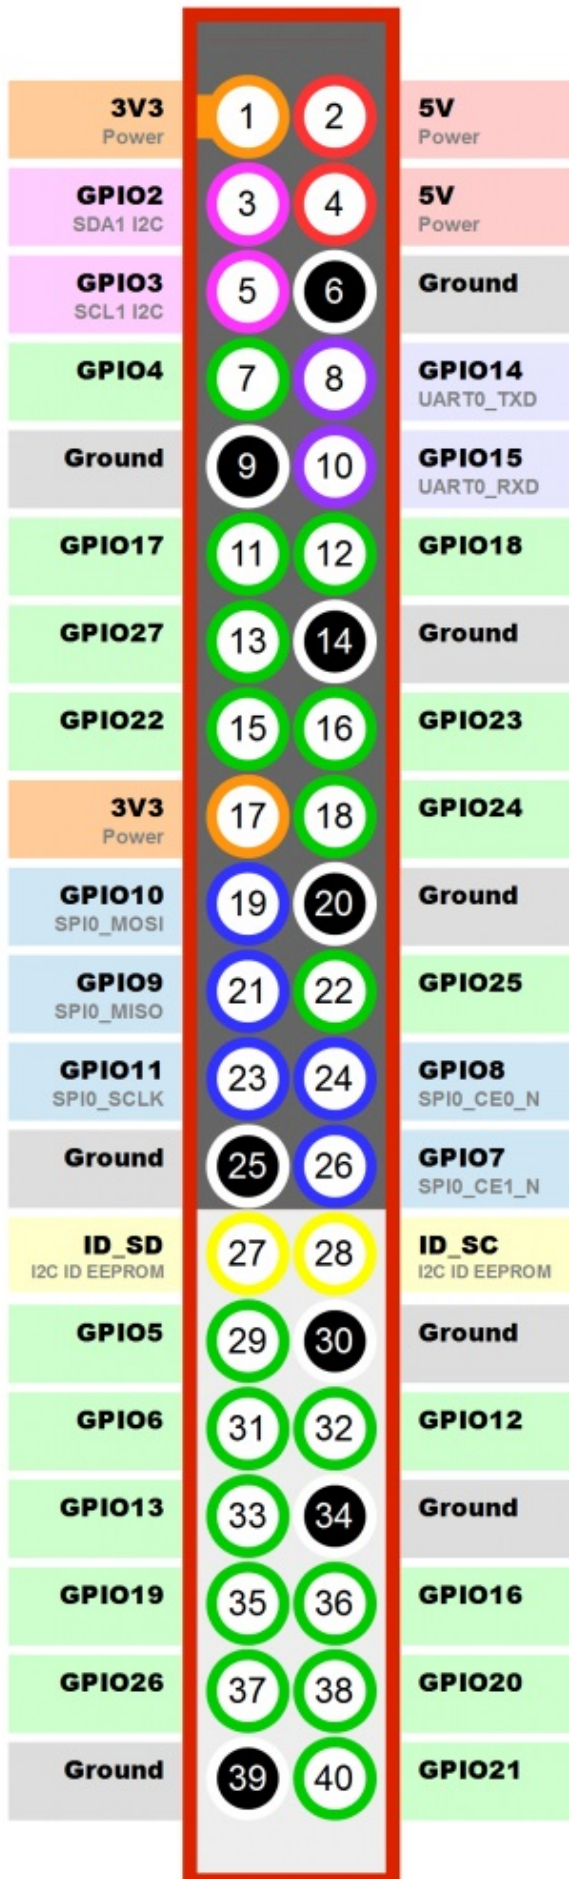 3V3
Power
1
2
5V
Power
GPIO2
SDA1 I2C
3
4
5V
Power
GPIO3
SCL1 I2C
5
6
Ground
GPIO4
7
8
GPIO14
UART0_TXD
Ground
9
10
GPIO15
UART0_RXD
GPIO17
11
12
GPIO18
GPIO27
13
14
Ground
GPIO22
15
16
GPIO23
3V3
Power
17
18
GPIO24
GPIO10
SPI0_MOSI
19
20
Ground
GPIO9
SPI0_MISO
21
22
GPIO25
GPIO11
SPI0_SCLK
23
24
GPIO8
SPI0_CE0_N
Ground
25
26
GPIO7
SPI0_CE1_N
ID_SD
I2C ID EEPROM
27
28
ID_SC
I2C ID EEPROM
GPIO5
29
30
Ground
GPIO6
31
32
GPIO12
GPIO13
33
34
Ground
GPIO19
35
36
GPIO16
GPIO26
37
38
GPIO20
Ground
39
40
GPIO21